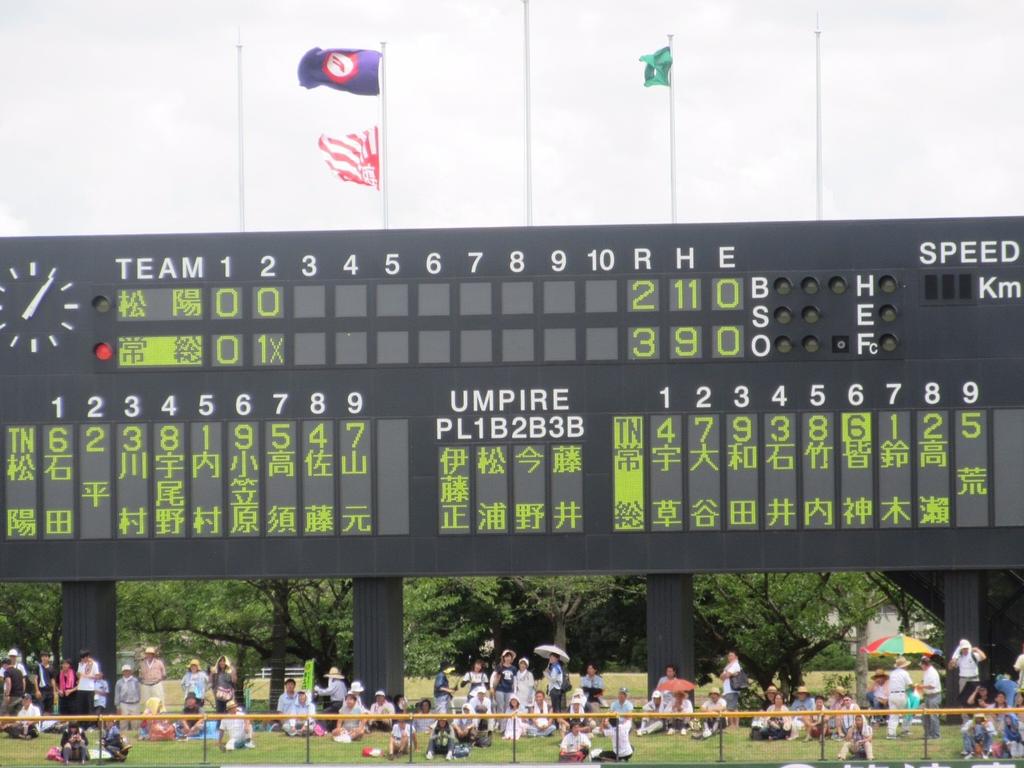 TEAM 1 2 3 4 5 6 7 8 9 10 R H E
SPEED
松陽 0 0 2 11 0 B H
Km
S E
常総 0 1X 3 9 0 O Fc
1 2 3 4 5 6 7 8 9
UMPIRE
PL1B2B3B
1 2 3 4 5 6 7 8 9
TN松陽
6石田
2平
3川村
8宇尾野
1内村
9小笠原
5高須
4佐藤
7山元
伊藤正
松浦
今野
藤井
TN常総
4宇草
7大谷
9和田
3石井
8竹内
6皆神
1鈴木
2高瀬
5荒